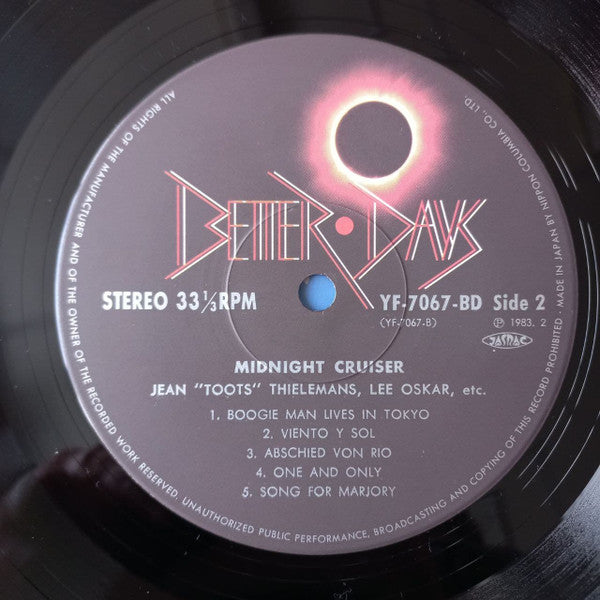 BETTER·DAYS
STEREO 33⅓RPM
YF-7067-BD Side 2
(YF-7067-B)
Ⓟ 1983. 2
JASRAC
MIDNIGHT CRUISER
JEAN "TOOTS" THIELEMANS, LEE OSKAR, etc.
1. BOOGIE MAN LIVES IN TOKYO
2. VIENTO Y SOL
3. ABSCHIED VON RIO
4. ONE AND ONLY
5. SONG FOR MARJORY
ALL RIGHTS OF THE MANUFACTURER AND OF THE OWNER OF THE RECORDED WORK RESERVED. UNAUTHORIZED PUBLIC PERFORMANCE, BROADCASTING AND COPYING OF THIS RECORD PROHIBITED · MADE IN JAPAN BY NIPPON COLUMBIA CO., LTD.